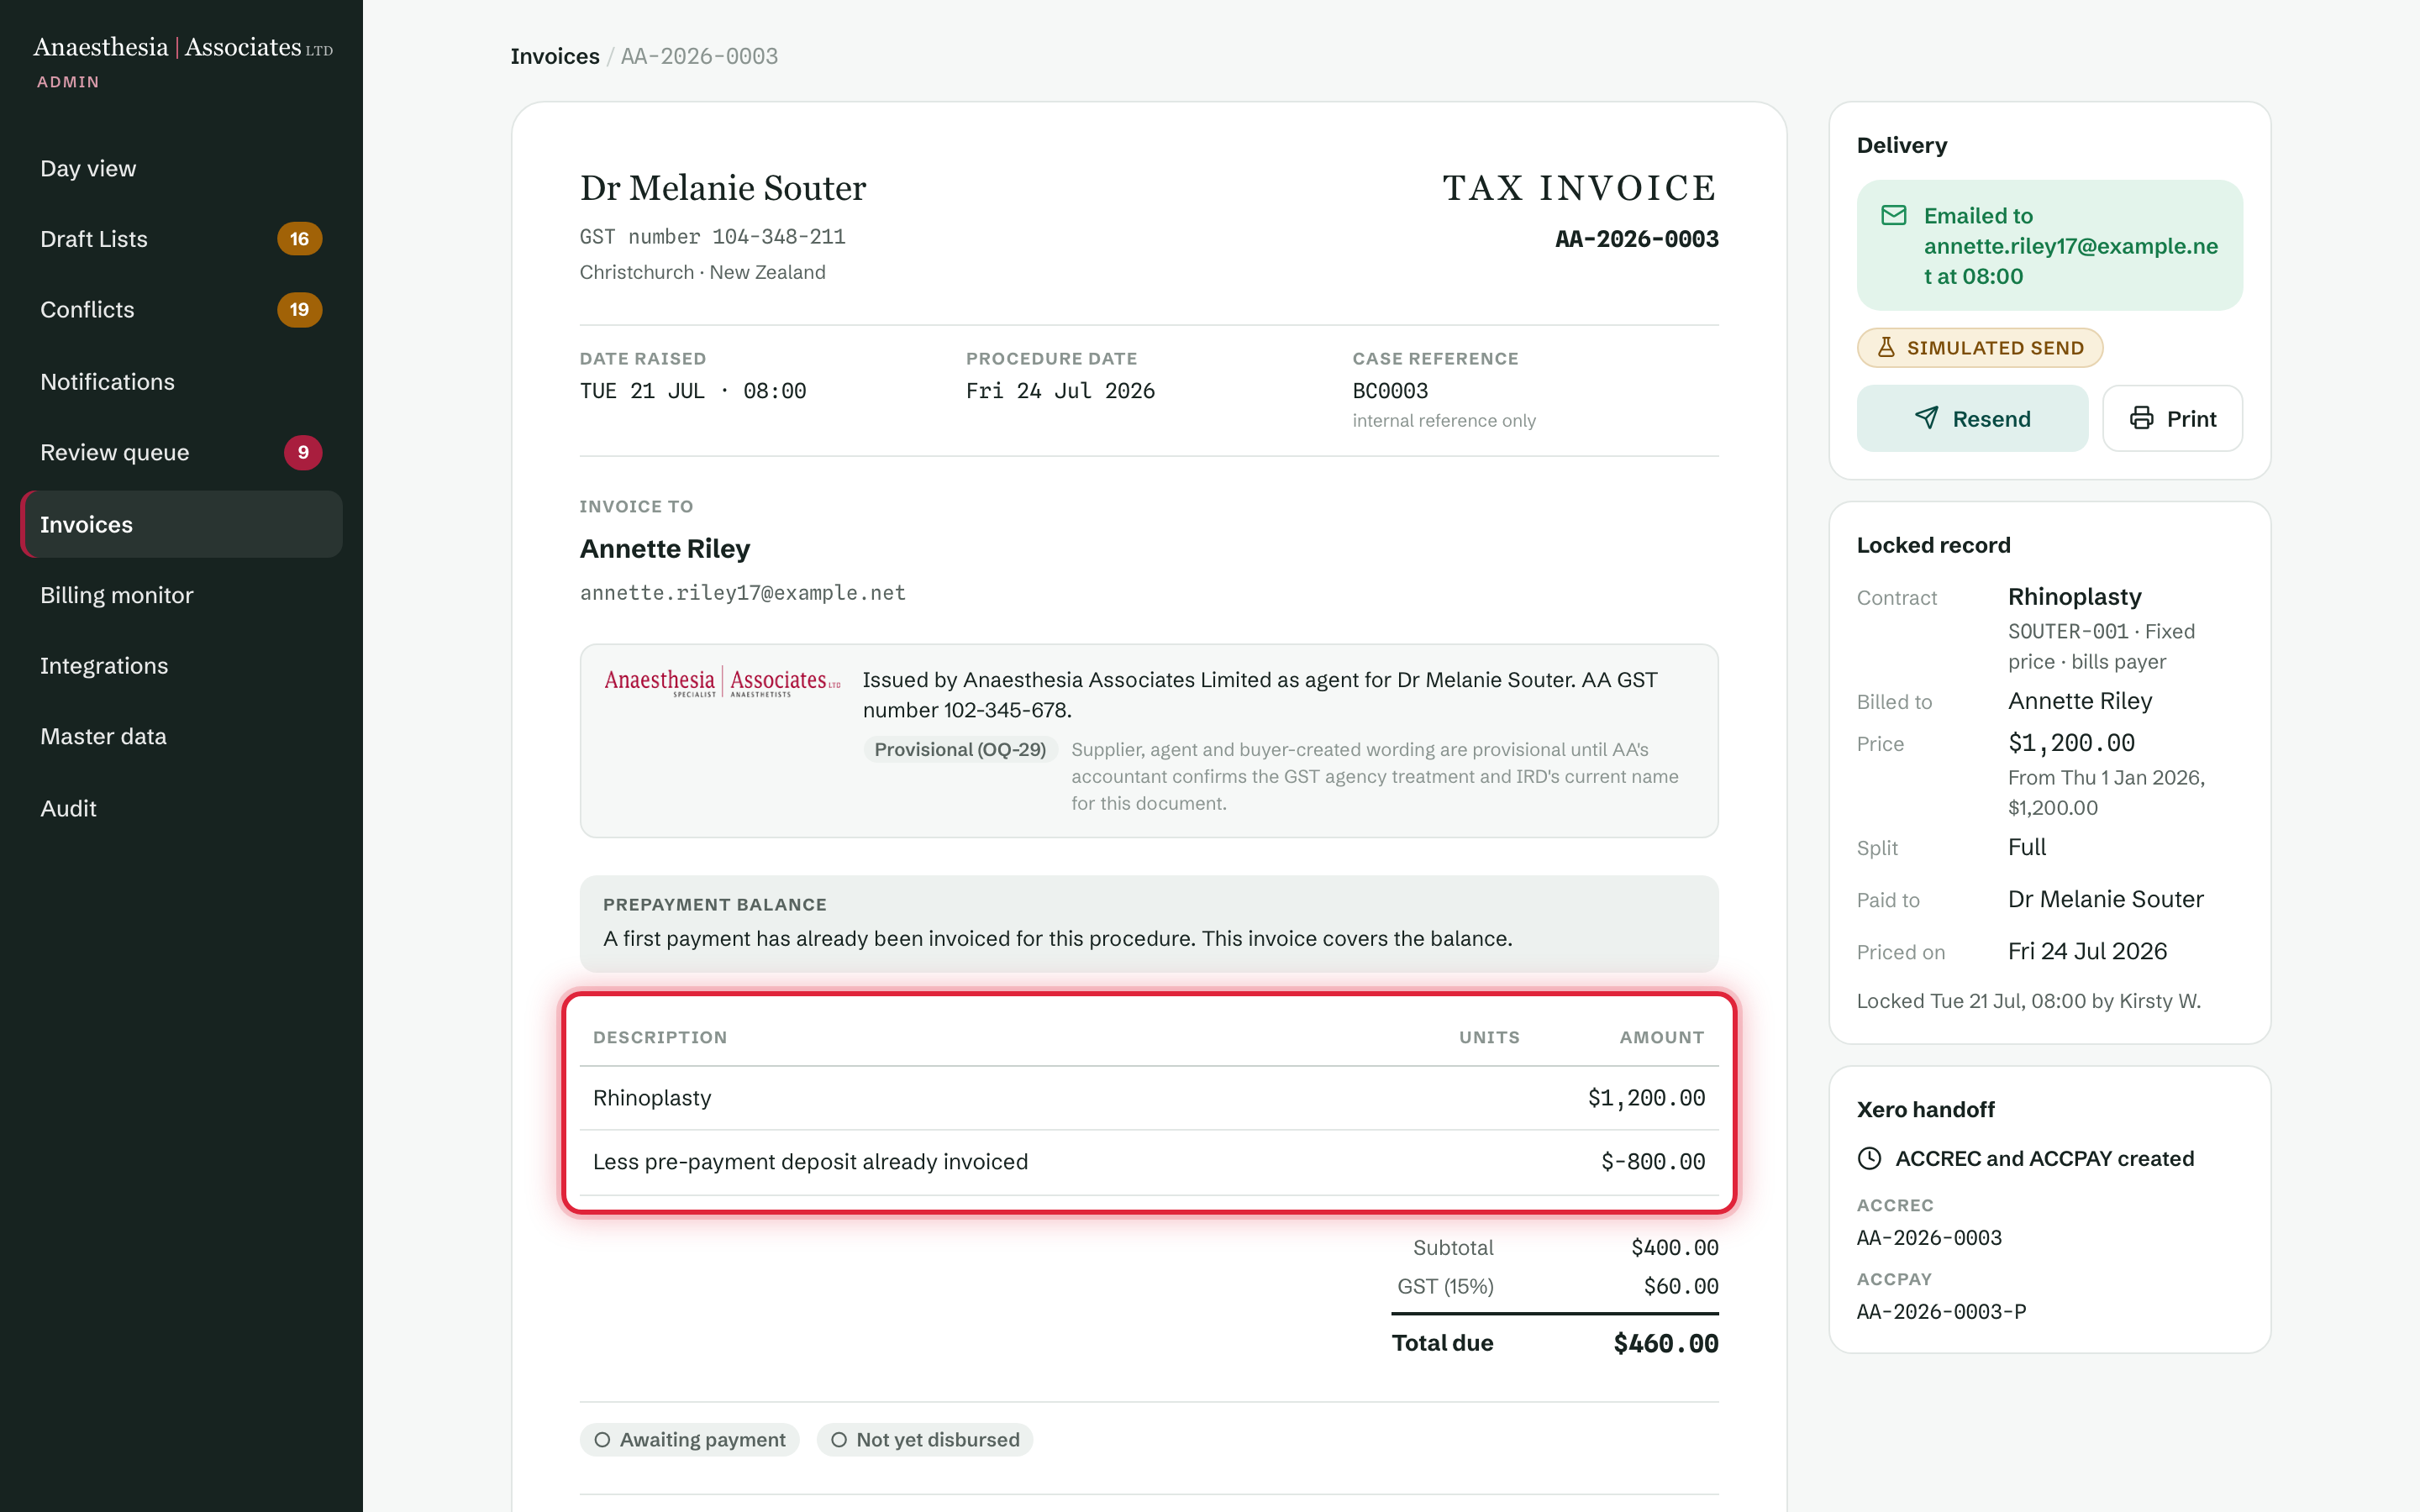 Anaesthesia | Associates LTD
ADMIN
Day view
Draft Lists 16
Conflicts 19
Notifications
Review queue 9
Invoices
Billing monitor
Integrations
Master data
Audit
Invoices / AA-2026-0003
Dr Melanie Souter
GST number 104-348-211
Christchurch · New Zealand
TAX INVOICE
AA-2026-0003
DATE RAISED
TUE 21 JUL · 08:00
PROCEDURE DATE
Fri 24 Jul 2026
CASE REFERENCE
BC0003
internal reference only
INVOICE TO
Annette Riley
annette.riley17@example.net
Anaesthesia | Associates LTD
SPECIALIST ANAESTHETISTS
Issued by Anaesthesia Associates Limited as agent for Dr Melanie Souter. AA GST
number 102-345-678.
Provisional (OQ-29)
Supplier, agent and buyer-created wording are provisional until AA's
accountant confirms the GST agency treatment and IRD's current name
for this document.
PREPAYMENT BALANCE
A first payment has already been invoiced for this procedure. This invoice covers the balance.
DESCRIPTION UNITS AMOUNT
Rhinoplasty $1,200.00
Less pre-payment deposit already invoiced $-800.00
Subtotal $400.00
GST (15%) $60.00
Total due $460.00
Awaiting payment
Not yet disbursed
Delivery
Emailed to
annette.riley17@example.ne
t at 08:00
SIMULATED SEND
Resend
Print
Locked record
Contract Rhinoplasty
SOUTER-001 · Fixed
price · bills payer
Billed to Annette Riley
Price $1,200.00
From Thu 1 Jan 2026,
$1,200.00
Split Full
Paid to Dr Melanie Souter
Priced on Fri 24 Jul 2026
Locked Tue 21 Jul, 08:00 by Kirsty W.
Xero handoff
ACCREC and ACCPAY created
ACCREC
AA-2026-0003
ACCPAY
AA-2026-0003-P